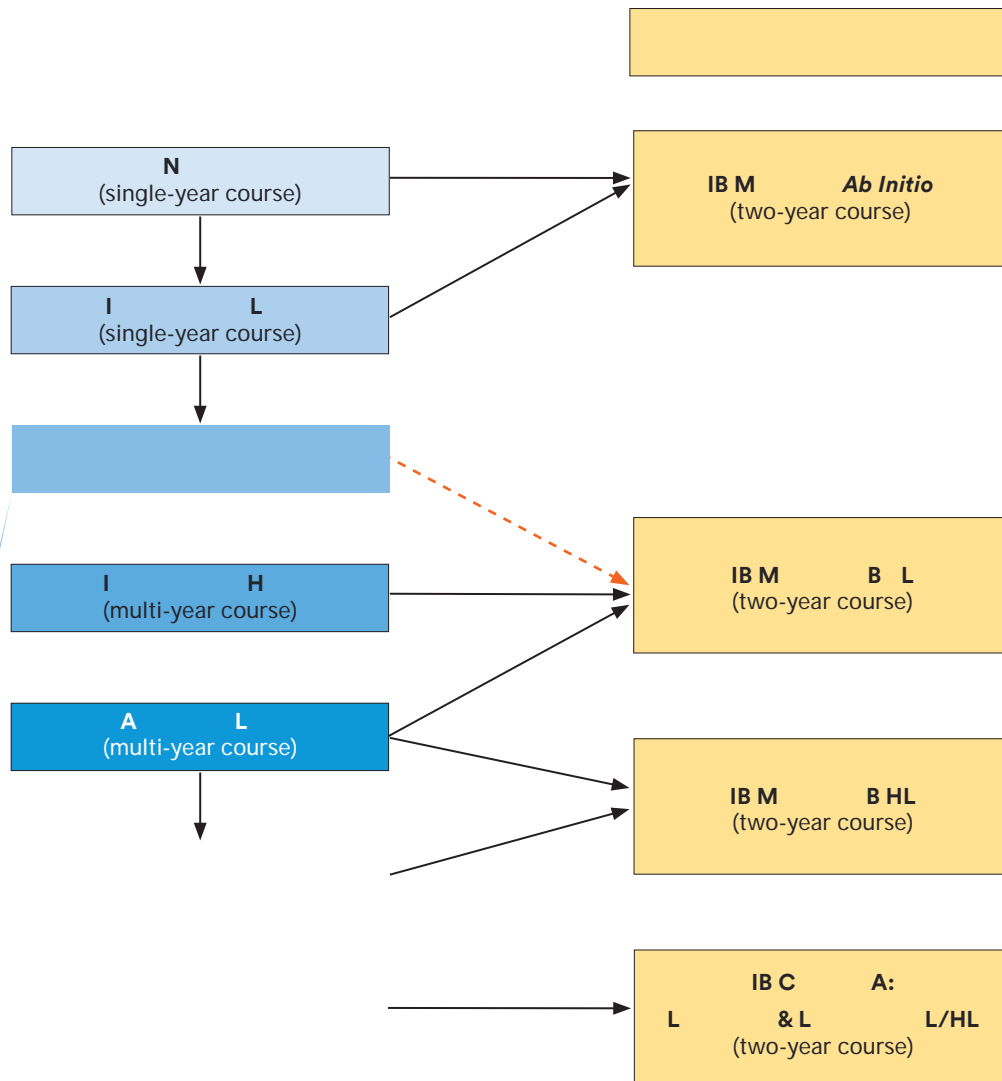 N
(single-year course)
IB M Ab Initio
(two-year course)
I L
(single-year course)
I H
(multi-year course)
IB M B L
(two-year course)
A L
(multi-year course)
IB M B HL
(two-year course)
IB C A:
L & L L/HL
(two-year course)